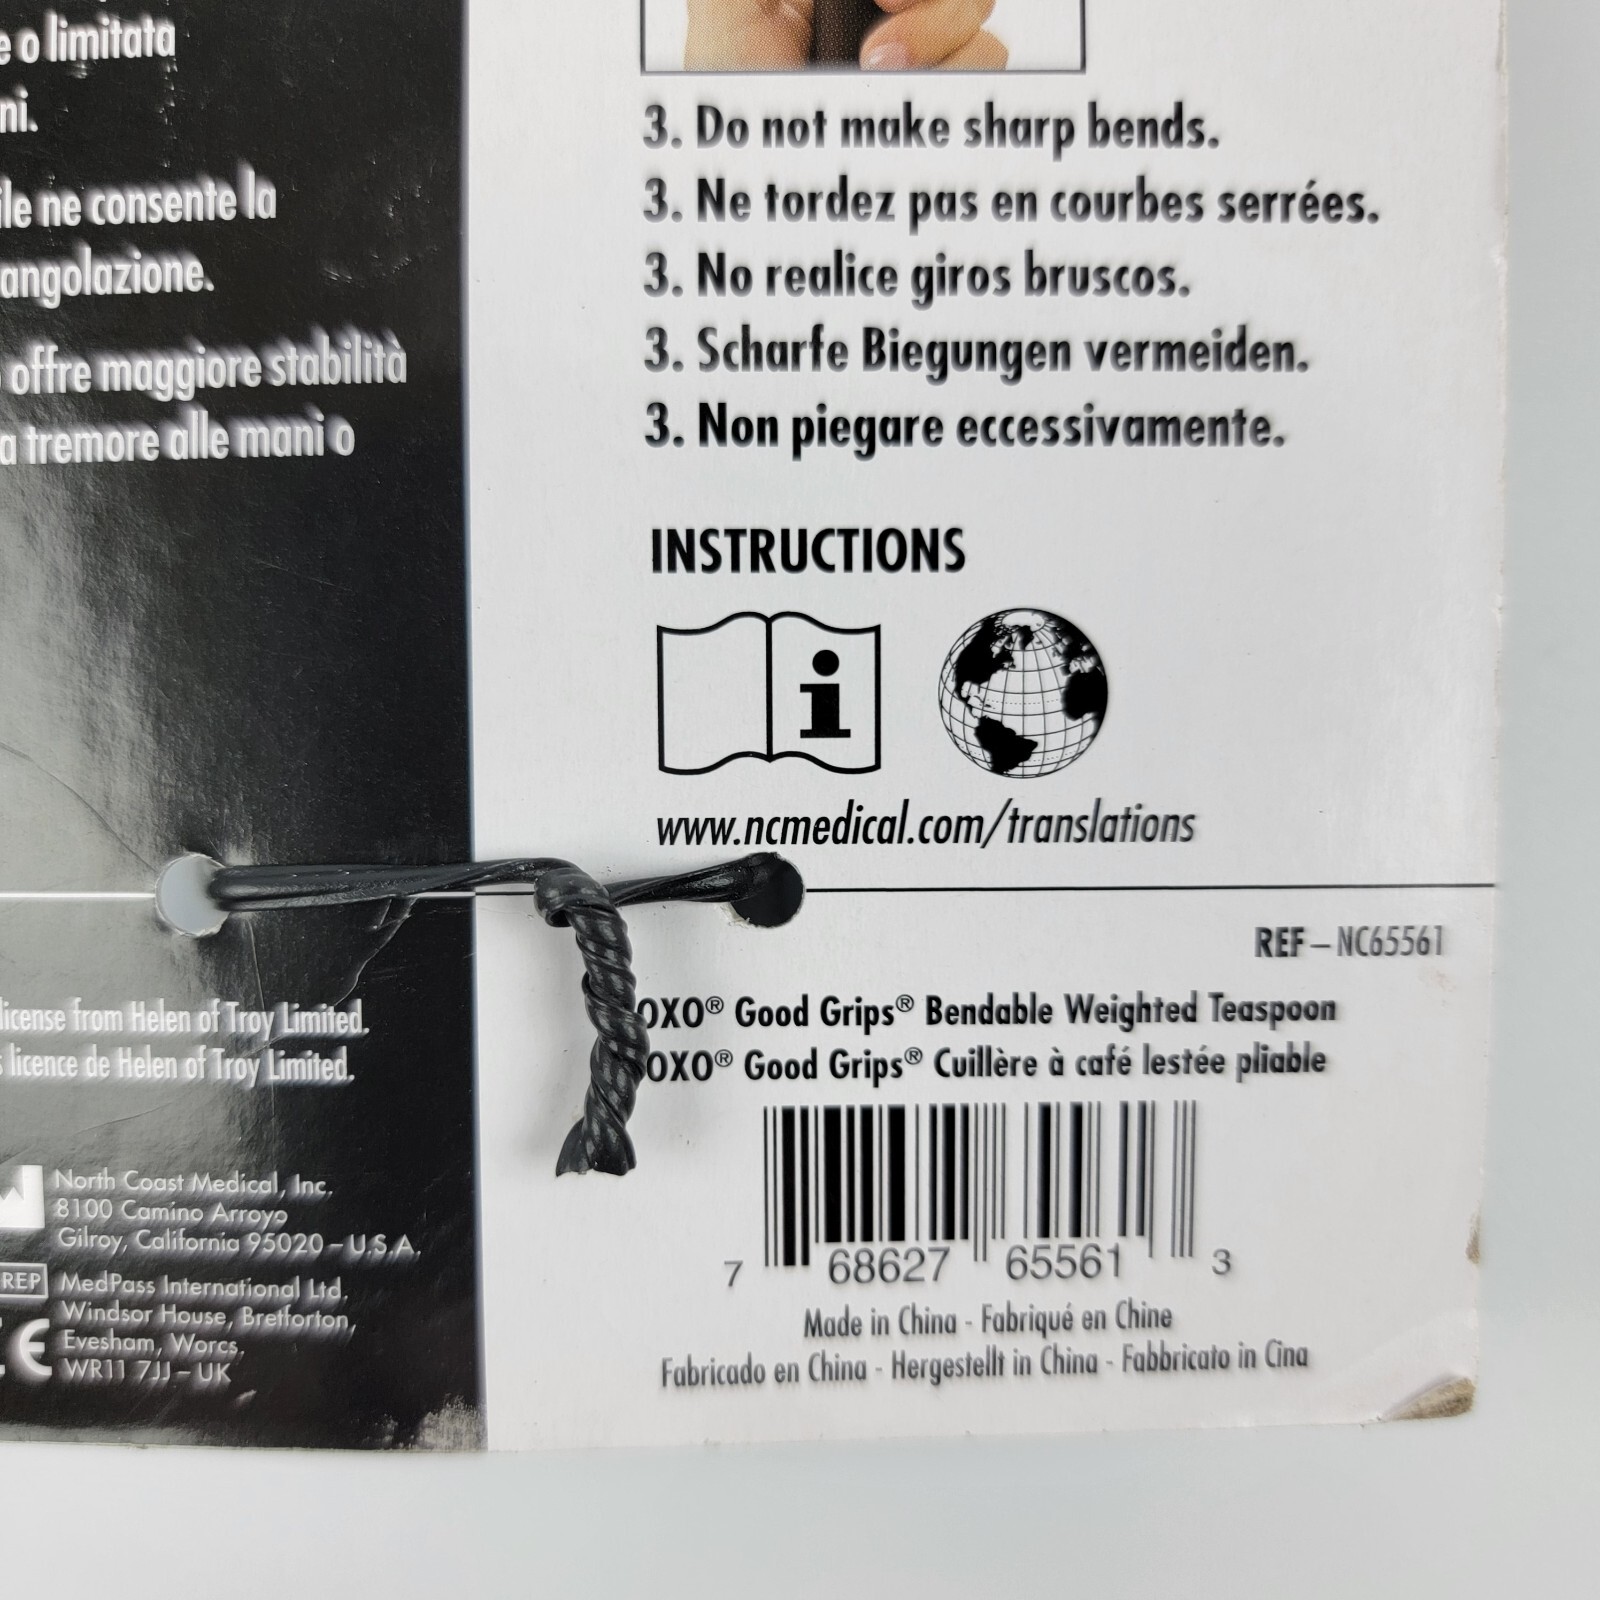 o limitata
ni.
ile ne consente la
angolazione.
offre maggiore stabilità
a tremore alle mani o
3. Do not make sharp bends.
3. Ne tordez pas en courbes serrées.
3. No realice giros bruscos.
3. Scharfe Biegungen vermeiden.
3. Non piegare eccessivamente.
INSTRUCTIONS
i
www.ncmedical.com/translations
REF – NC65561
OXO® Good Grips® Bendable Weighted Teaspoon
OXO® Good Grips® Cuillère à café lestée pliable
7 68627 65561 3
Made in China - Fabriqué en Chine
Fabricado en China - Hergestellt in China - Fabbricato in Cina
license from Helen of Troy Limited.
s licence de Helen of Troy Limited.
North Coast Medical, Inc.
8100 Camino Arroyo
Gilroy, California 95020 – U.S.A.
REP MedPass International Ltd.
Windsor House, Bretforton,
Evesham, Worcs.
CE WR11 7JJ – UK